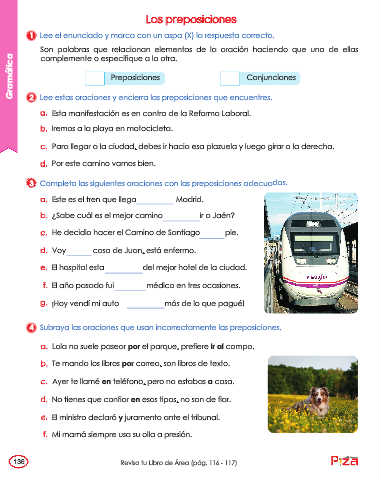 Las preposiciones
Gramática
1 Lee el enunciado y marca con un aspa (X) la respuesta correcta.
Son palabras que relacionan elementos de la oración haciendo que uno de ellos
complemente o especifique a la otra.
Preposiciones Conjunciones
2 Lee estas oraciones y encierra las preposiciones que encuentres.
a. Esta manifestación es en contra de la Reforma Laboral.
b. Iremos a la playa en motocicleta.
c. Para llegar a la ciudad, debes ir hacia esa plazuela y luego girar a la derecha.
d. Por este camino vamos bien.
3 Completa las siguientes oraciones con las preposiciones adecuadas.
a. Este es el tren que llega ________ Madrid.
b. ¿Sabe cuál es el mejor camino ________ ir a Jaén?
c. He decidido hacer el Camino de Santiago ________ pie.
d. Voy ________ casa de Juan, está enfermo.
e. El hospital esta ________ del mejor hotel de la ciudad.
f. El año pasado fui ________ médico en tres ocasiones.
g. ¡Hoy vendí mi auto ________ más de lo que pagué!
4 Subraya las oraciones que usan incorrectamente las preposiciones.
a. Lola no suele pasear por el parque, prefiere ir al campo.
b. Te mando los libros por correo, son libros de texto.
c. Ayer te llamé en teléfono, pero no estabas a casa.
d. No tienes que confiar en esos tipos, no son de fiar.
e. El ministro declaró y juramento ante el tribunal.
f. Mi mamá siempre usa su olla a presión.
136
Revisa tu Libro de Área (pág. 116 - 117)
Piza